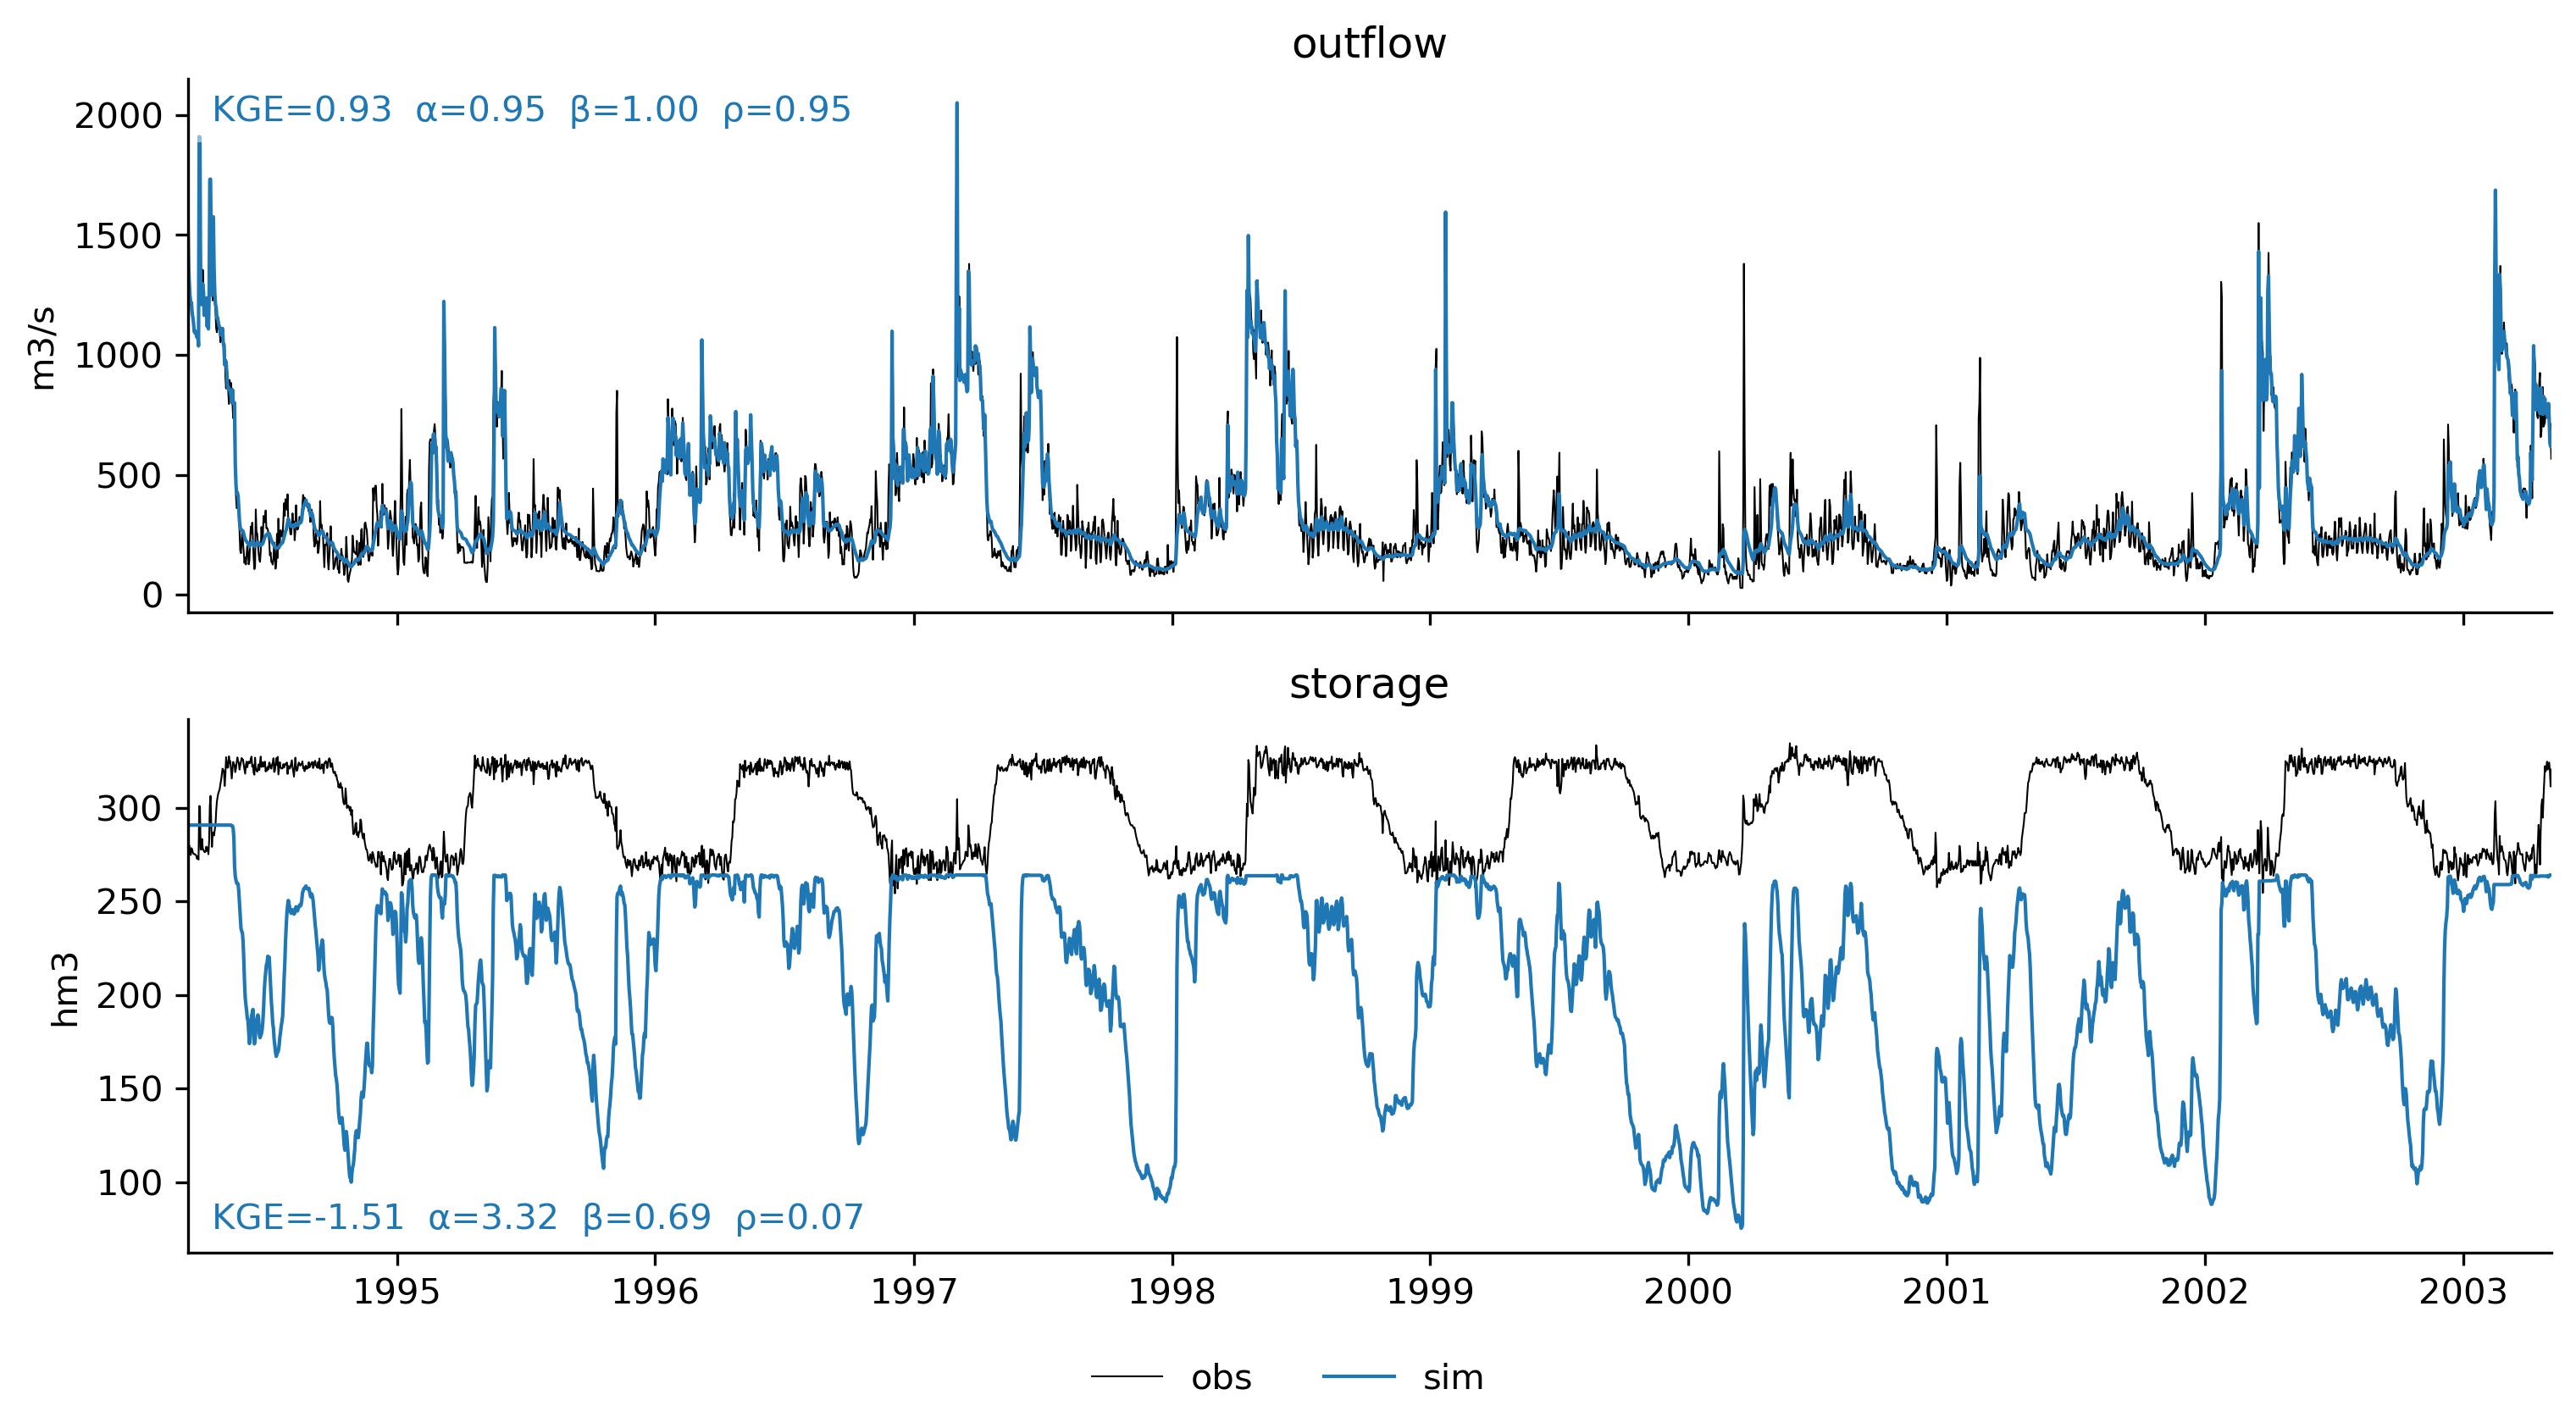 outflow
KGE=0.93 α=0.95 β=1.00 ρ=0.95
2000
1500
1000
500
0
m3/s
storage
300
250
200
150
100
hm3
KGE=-1.51 α=3.32 β=0.69 ρ=0.07
1995 1996 1997 1998 1999 2000 2001 2002 2003
obs sim